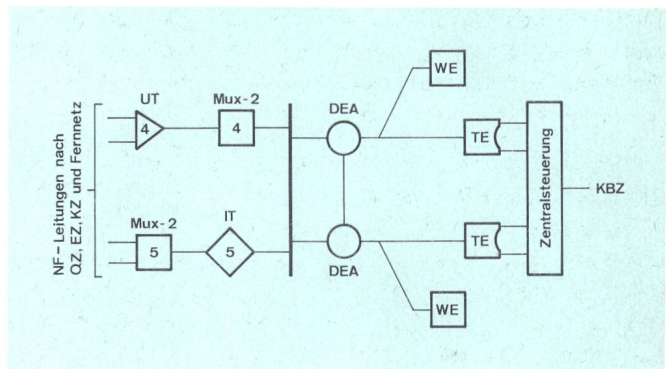 WE
UT
Mux-2
DEA
4
4
TE
NF-Leitungen nach
QZ, EZ, KZ und Fernnetz
Zentralsteuerung
KBZ
Mux-2
IT
5
5
TE
DEA
WE